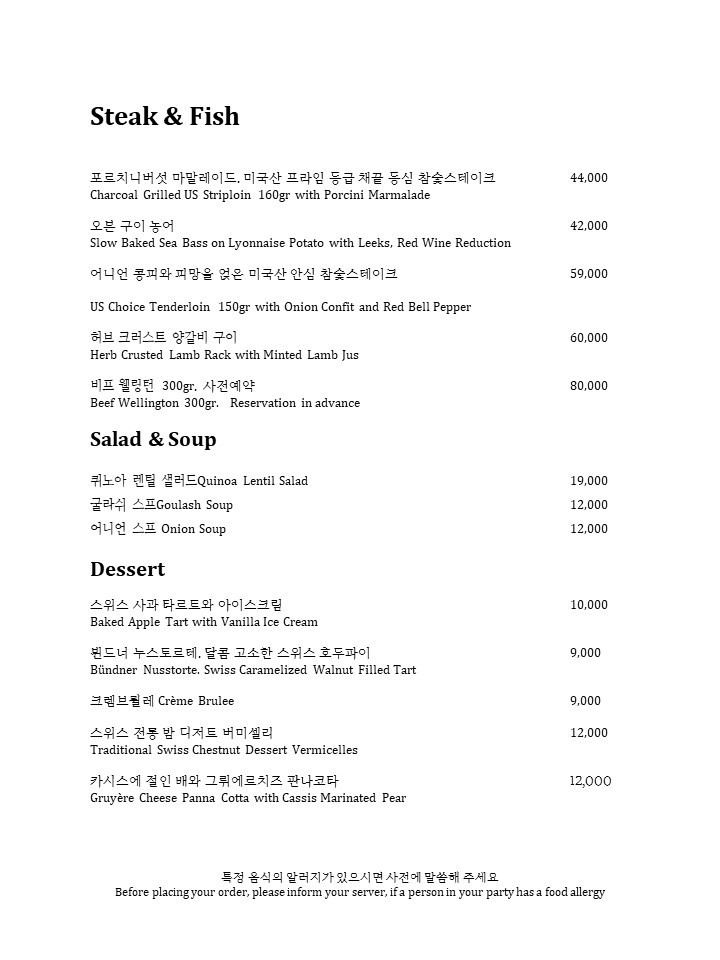 Steak & Fish
포르치니버섯 마말레이드, 미국산 프라임 등급 채끝 등심 참숯스테이크 44,000
Charcoal Grilled US Striploin 160gr with Porcini Marmalade
오븐 구이 농어 42,000
Slow Baked Sea Bass on Lyonnaise Potato with Leeks, Red Wine Reduction
어니언 콩피와 피망을 얹은 미국산 안심 참숯스테이크 59,000
US Choice Tenderloin 150gr with Onion Confit and Red Bell Pepper
허브 크러스트 양갈비 구이 60,000
Herb Crusted Lamb Rack with Minted Lamb Jus
비프 웰링턴 300gr. 사전예약 80,000
Beef Wellington 300gr. Reservation in advance
Salad & Soup
퀴노아 렌틸 샐러드Quinoa Lentil Salad 19,000
굴라쉬 스프Goulash Soup 12,000
어니언 스프 Onion Soup 12,000
Dessert
스위스 사과 타르트와 아이스크림 10,000
Baked Apple Tart with Vanilla Ice Cream
뷘드너 누스토르테, 달콤 고소한 스위스 호두파이 9,000
Bündner Nusstorte. Swiss Caramelized Walnut Filled Tart
크렘브륄레 Crème Brulee 9,000
스위스 전통 밤 디저트 버미셀리 12,000
Traditional Swiss Chestnut Dessert Vermicelles
카시스에 절인 배와 그뤼에르치즈 판나코타 12,000
Gruyère Cheese Panna Cotta with Cassis Marinated Pear
특정 음식의 알러지가 있으시면 사전에 말씀해 주세요
Before placing your order, please inform your server, if a person in your party has a food allergy